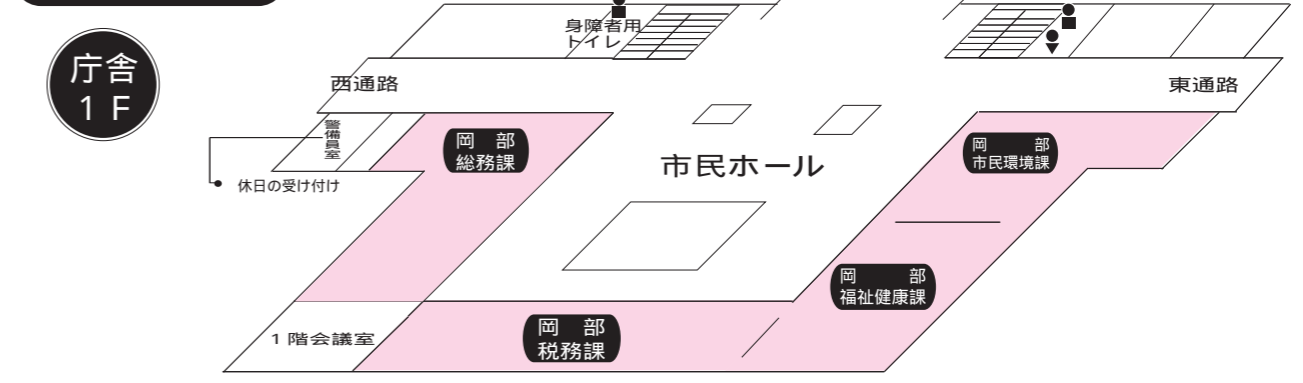 身障者用
トイレ
庁舎
1F
西通路
東通路
警備員室
岡部
総務課
市民ホール
岡部
市民環境課
休日の受け付け
岡部
福祉健康課
岡部
税務課
1階会議室